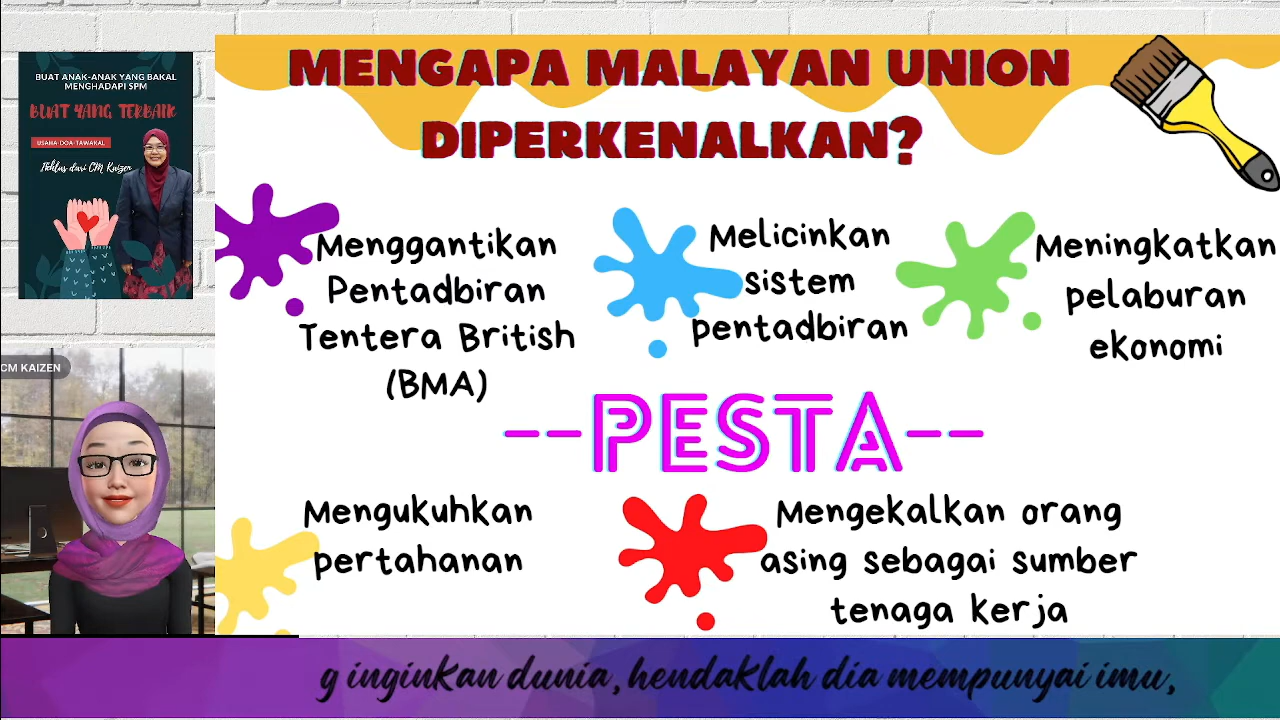 MENGAPA MALAYAN UNION
DIPERKENALKAN?
BUAT ANAK-ANAK YANG BAKAL
MENGHADAPI SPM
BUAT YANG TERBAIK
USAHA-DOA-TAWAKAL
Ikhlas dari CM Kaizen
Menggantikan
Pentadbiran
Tentera British
(BMA)
Melicinkan
sistem
pentadbiran
Meningkatkan
pelaburan
ekonomi
--PESTA--
CM KAIZEN
Mengukuhkan
pertahanan
Mengekalkan orang
asing sebagai sumber
tenaga kerja
g inginkan dunia, hendaklah dia mempunyai imu,